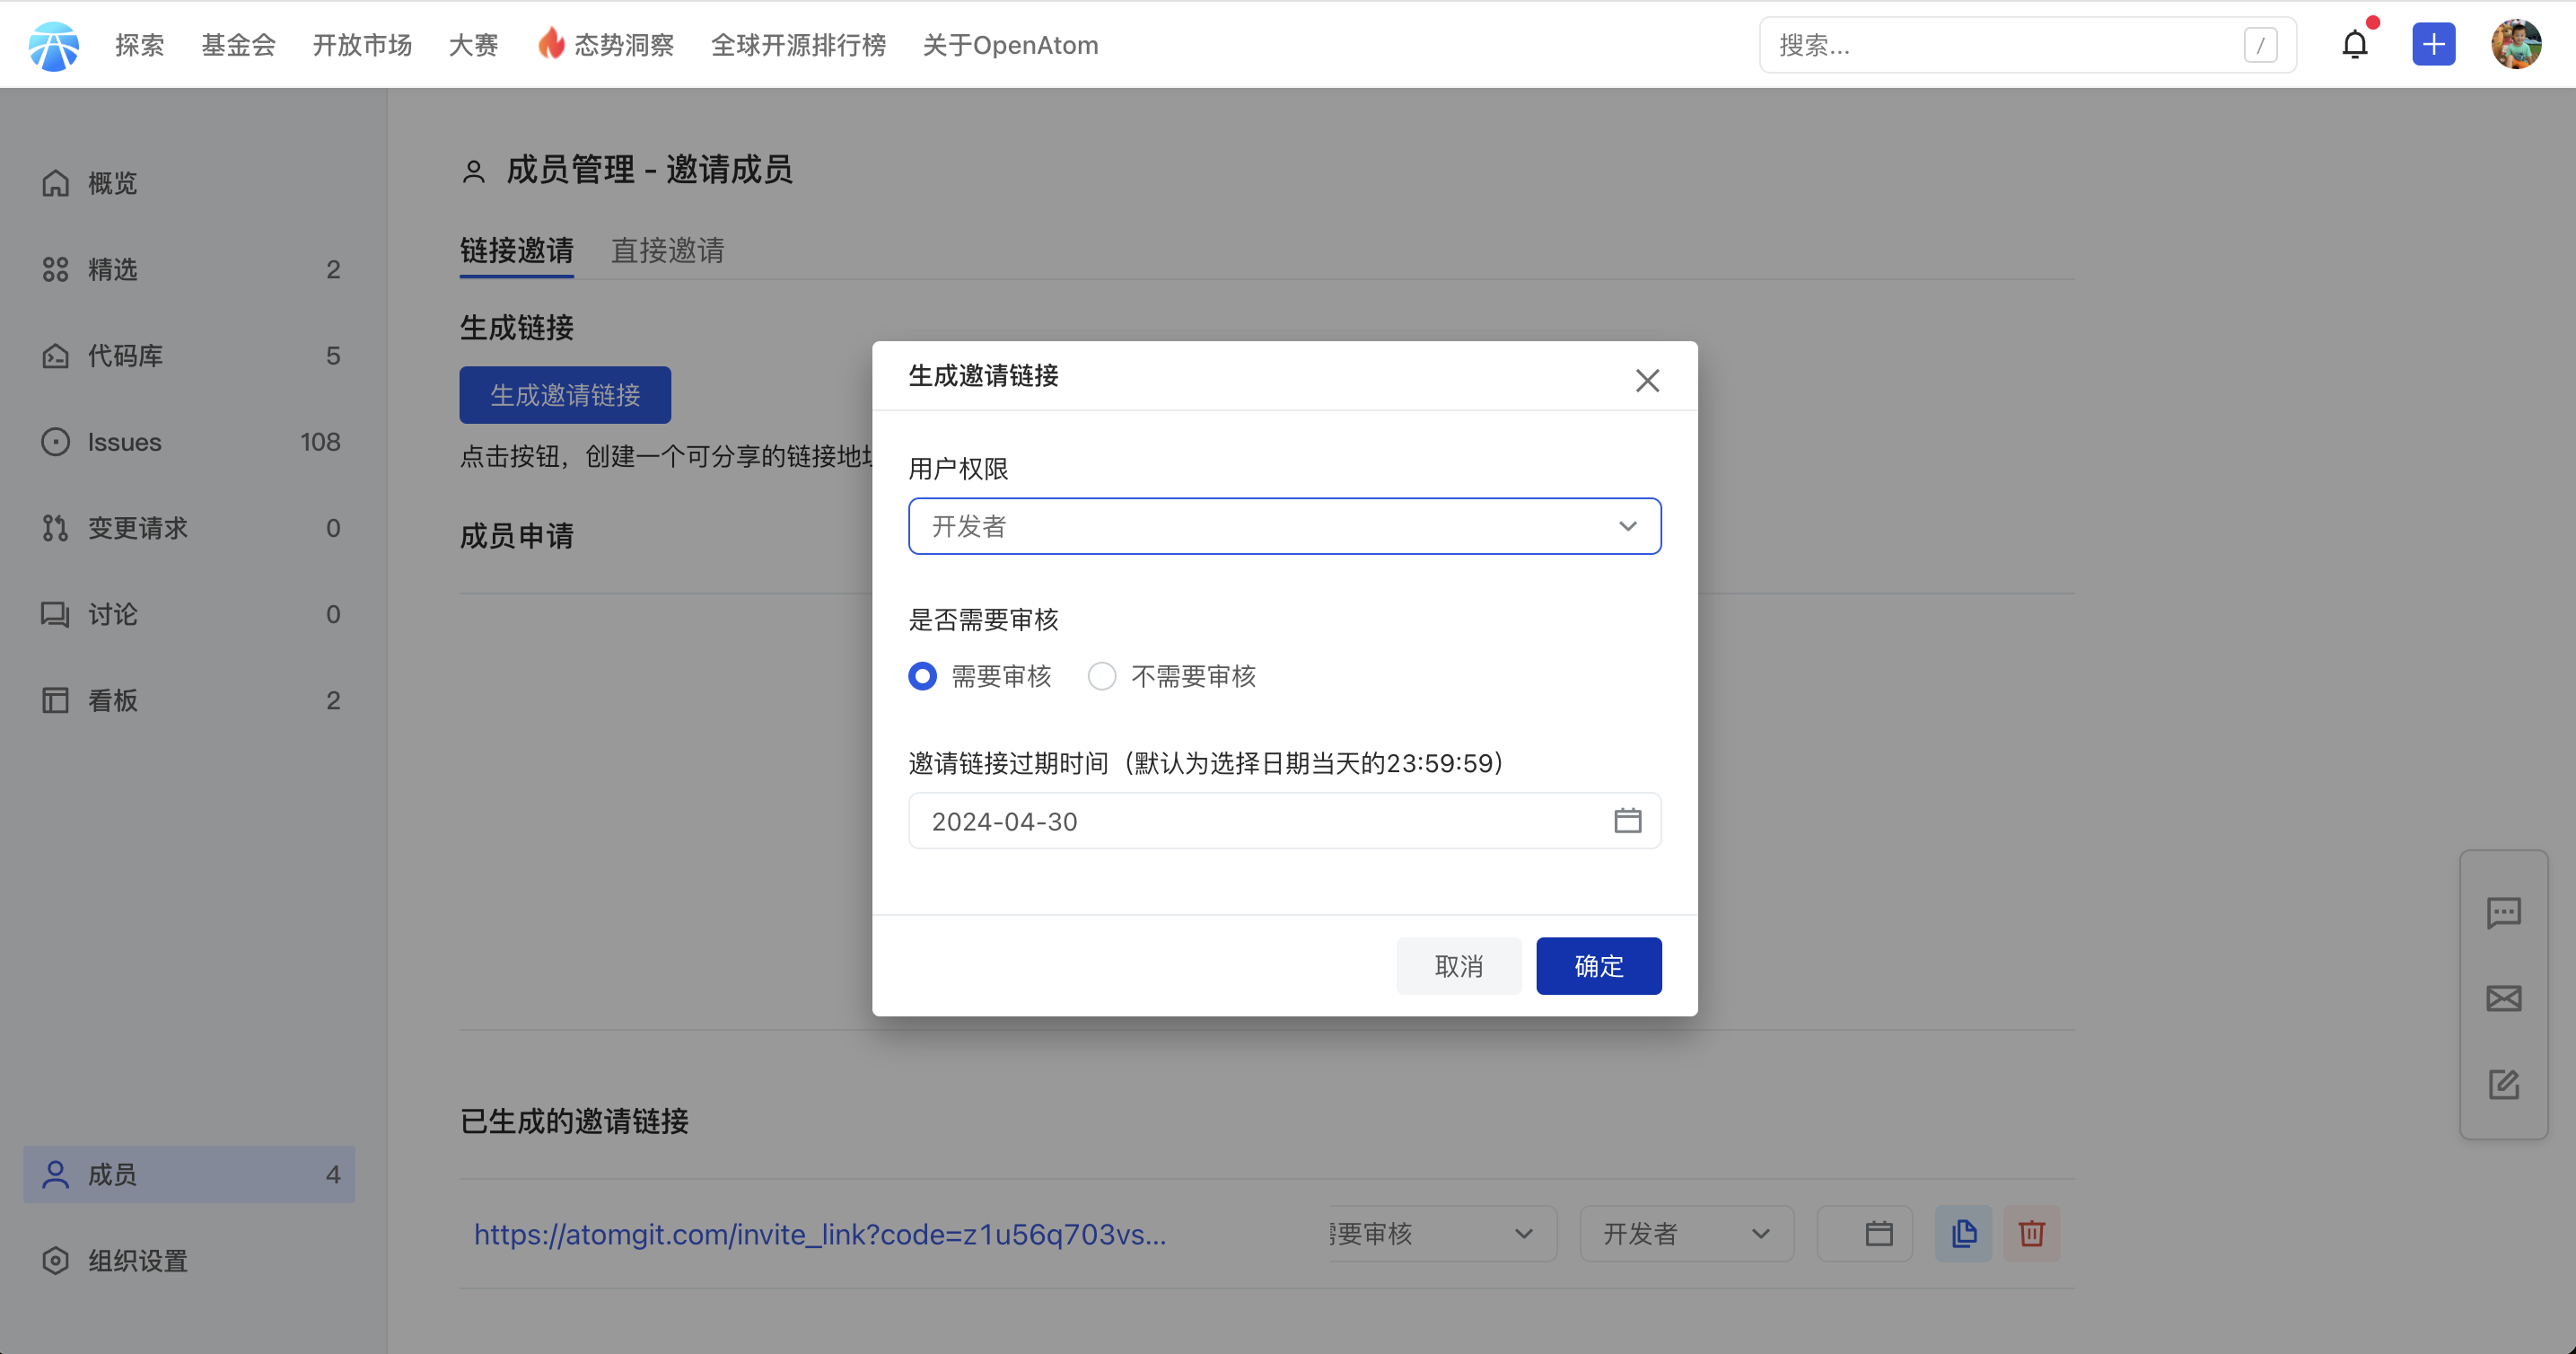 探索 基金会 开放市场 大赛 态势洞察 全球开源排行榜 关于OpenAtom 搜索... /
概览
精选 2
代码库 5
Issues 108
变更请求 0
讨论 0
看板 2
成员 4
组织设置
成员管理 - 邀请成员
链接邀请 直接邀请
生成链接
生成邀请链接
点击按钮，创建一个可分享的链接地
成员申请
生成邀请链接
用户权限
开发者
是否需要审核
需要审核 不需要审核
邀请链接过期时间（默认为选择日期当天的23:59:59）
2024-04-30
取消 确定
已生成的邀请链接
https://atomgit.com/invite_link?code=z1u56q703vs... 要审核 开发者